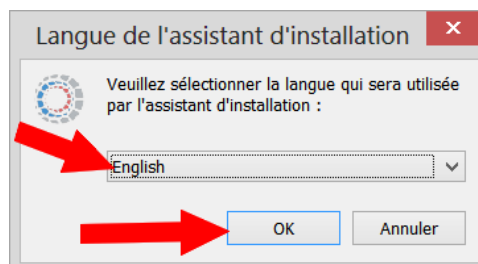 Langue de l'assistant d'installation
Veuillez sélectionner la langue qui sera utilisée
par l'assistant d'installation :
English
OK
Annuler